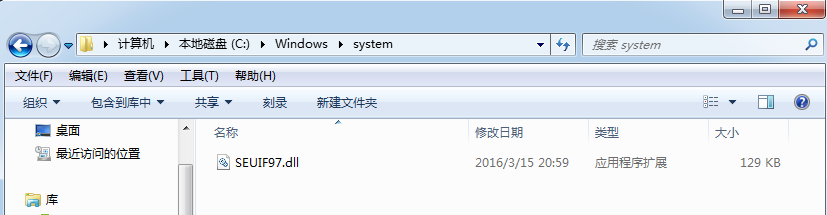 计算机 本地磁盘 (C:) Windows system 搜索 system
文件(F) 编辑(E) 查看(V) 工具(T) 帮助(H)
组织 包含到库中 共享 刻录 新建文件夹
桌面
最近访问的位置
库
名称 修改日期 类型 大小
SEUIF97.dll 2016/3/15 20:59 应用程序扩展 129 KB